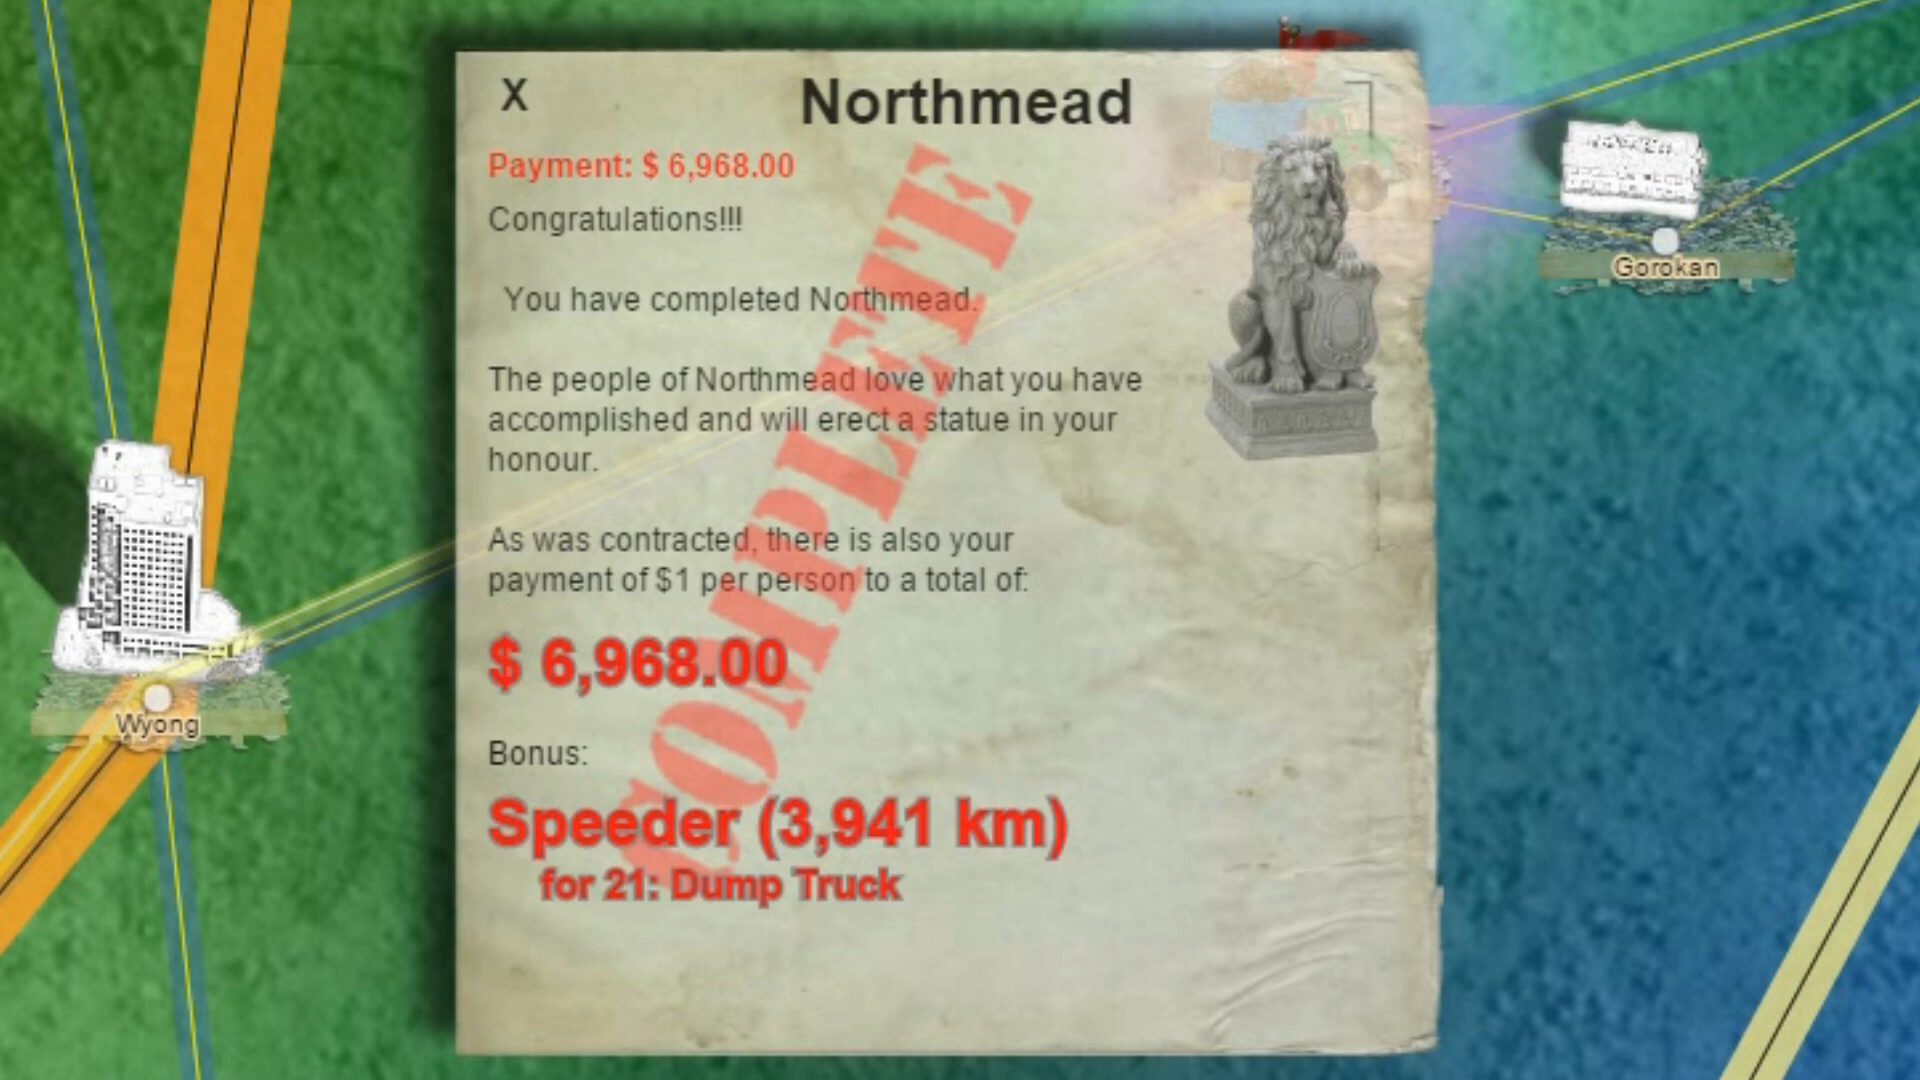 X
Northmead
Payment: $ 6,968.00
Congratulations!!!
You have completed Northmead.
The people of Northmead love what you have
accomplished and will erect a statue in your
honour.
As was contracted, there is also your
payment of $1 per person to a total of:
$ 6,968.00
Bonus:
Speeder (3,941 km)
for 21: Dump Truck
COMPLETE
Gorokan
Wyong